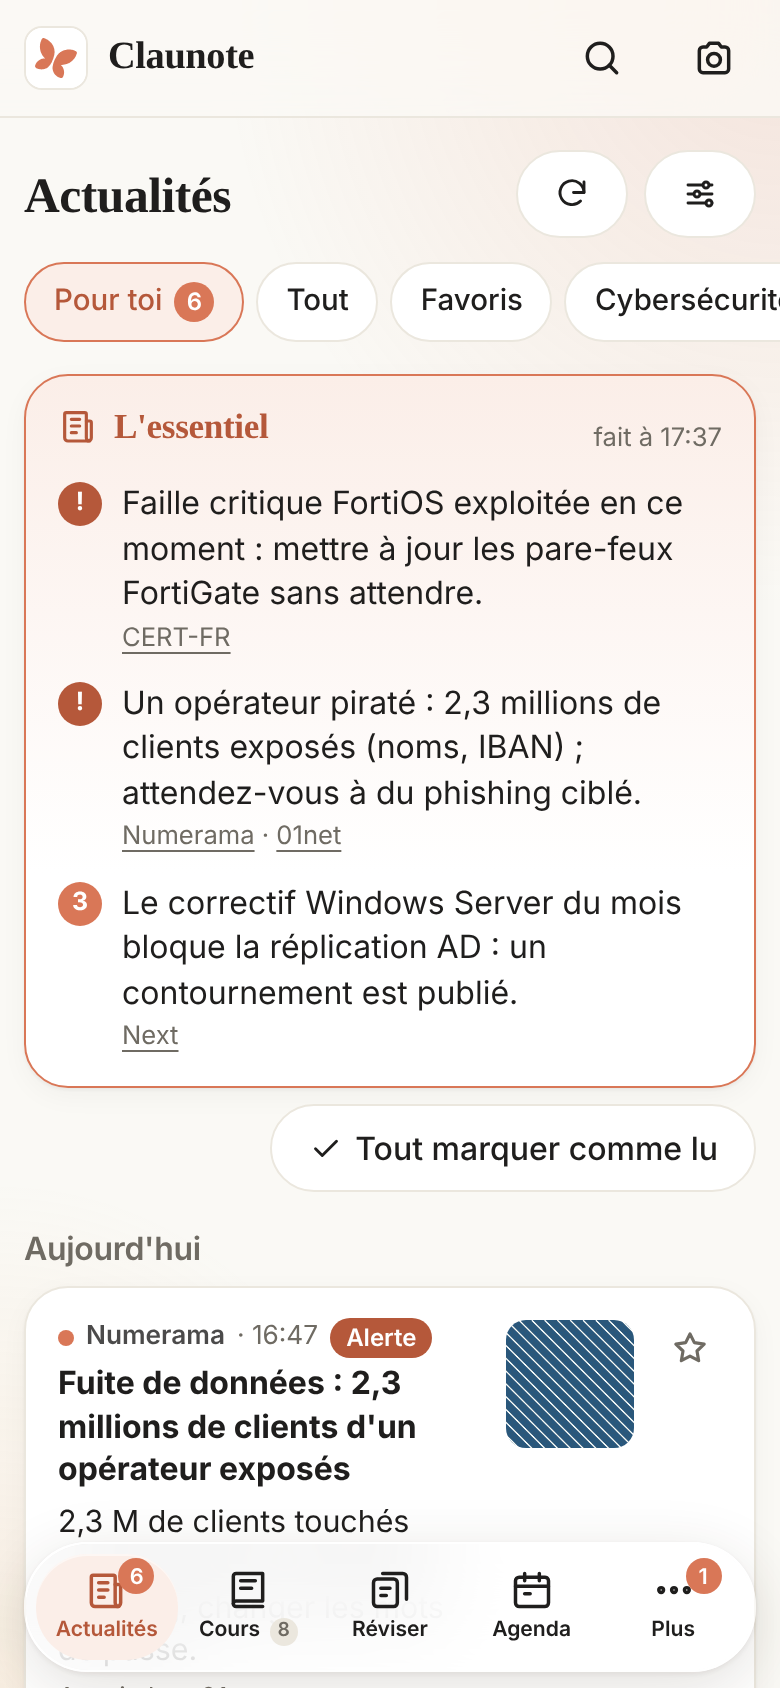 Claunote
Actualités
Pour toi 6 Tout Favoris Cybersécurit
L'essentiel fait à 17:37
! Faille critique FortiOS exploitée en ce
moment : mettre à jour les pare-feux
FortiGate sans attendre.
CERT-FR
! Un opérateur piraté : 2,3 millions de
clients exposés (noms, IBAN) ;
attendez-vous à du phishing ciblé.
Numerama · 01net
3 Le correctif Windows Server du mois
bloque la réplication AD : un
contournement est publié.
Next
Tout marquer comme lu
Aujourd'hui
Numerama · 16:47 Alerte
Fuite de données : 2,3
millions de clients d'un
opérateur exposés
2,3 M de clients touchés
changer les mots
6 8 1
Actualités Cours Réviser Agenda Plus